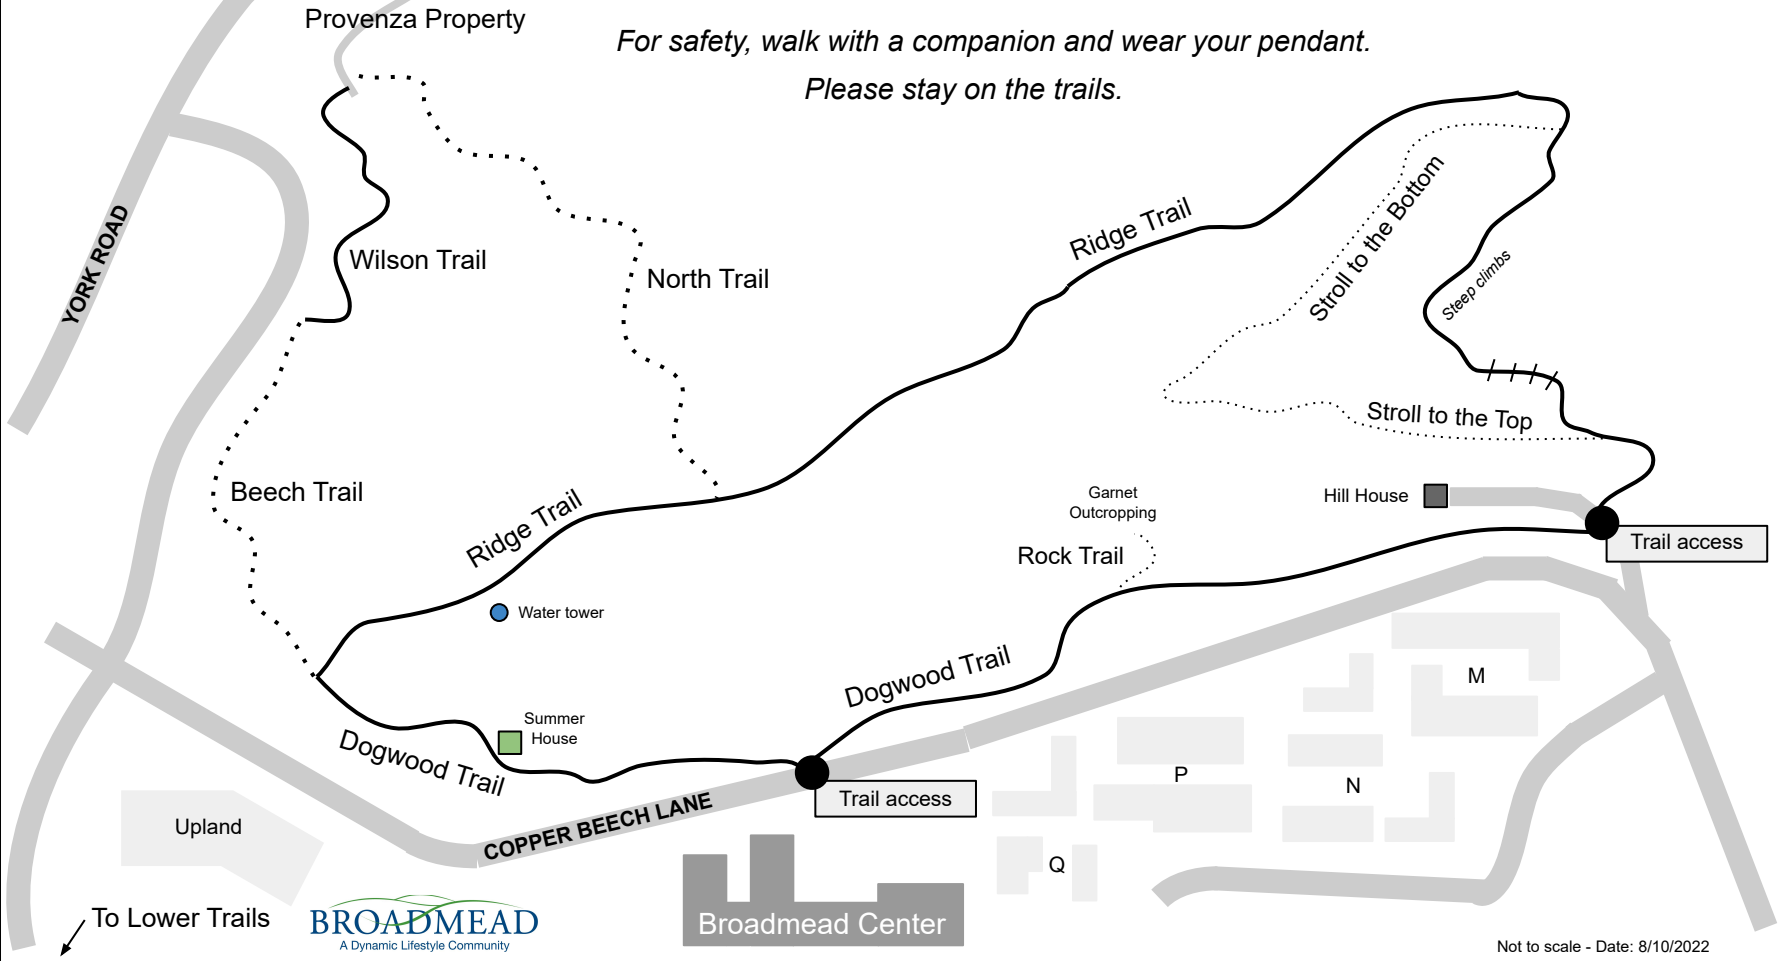 Provenza Property
For safety, walk with a companion and wear your pendant.
Please stay on the trails.
YORK ROAD
Wilson Trail
North Trail
Ridge Trail
Stroll to the Bottom
Steep climbs
Stroll to the Top
Beech Trail
Ridge Trail
Garnet
Outcropping
Hill House
Rock Trail
Trail access
Water tower
Dogwood Trail
M
Summer
House
Dogwood Trail
P
N
Trail access
COPPER BEECH LANE
Upland
Q
To Lower Trails
BROADMEAD
A Dynamic Lifestyle Community
Broadmead Center
Not to scale - Date: 8/10/2022